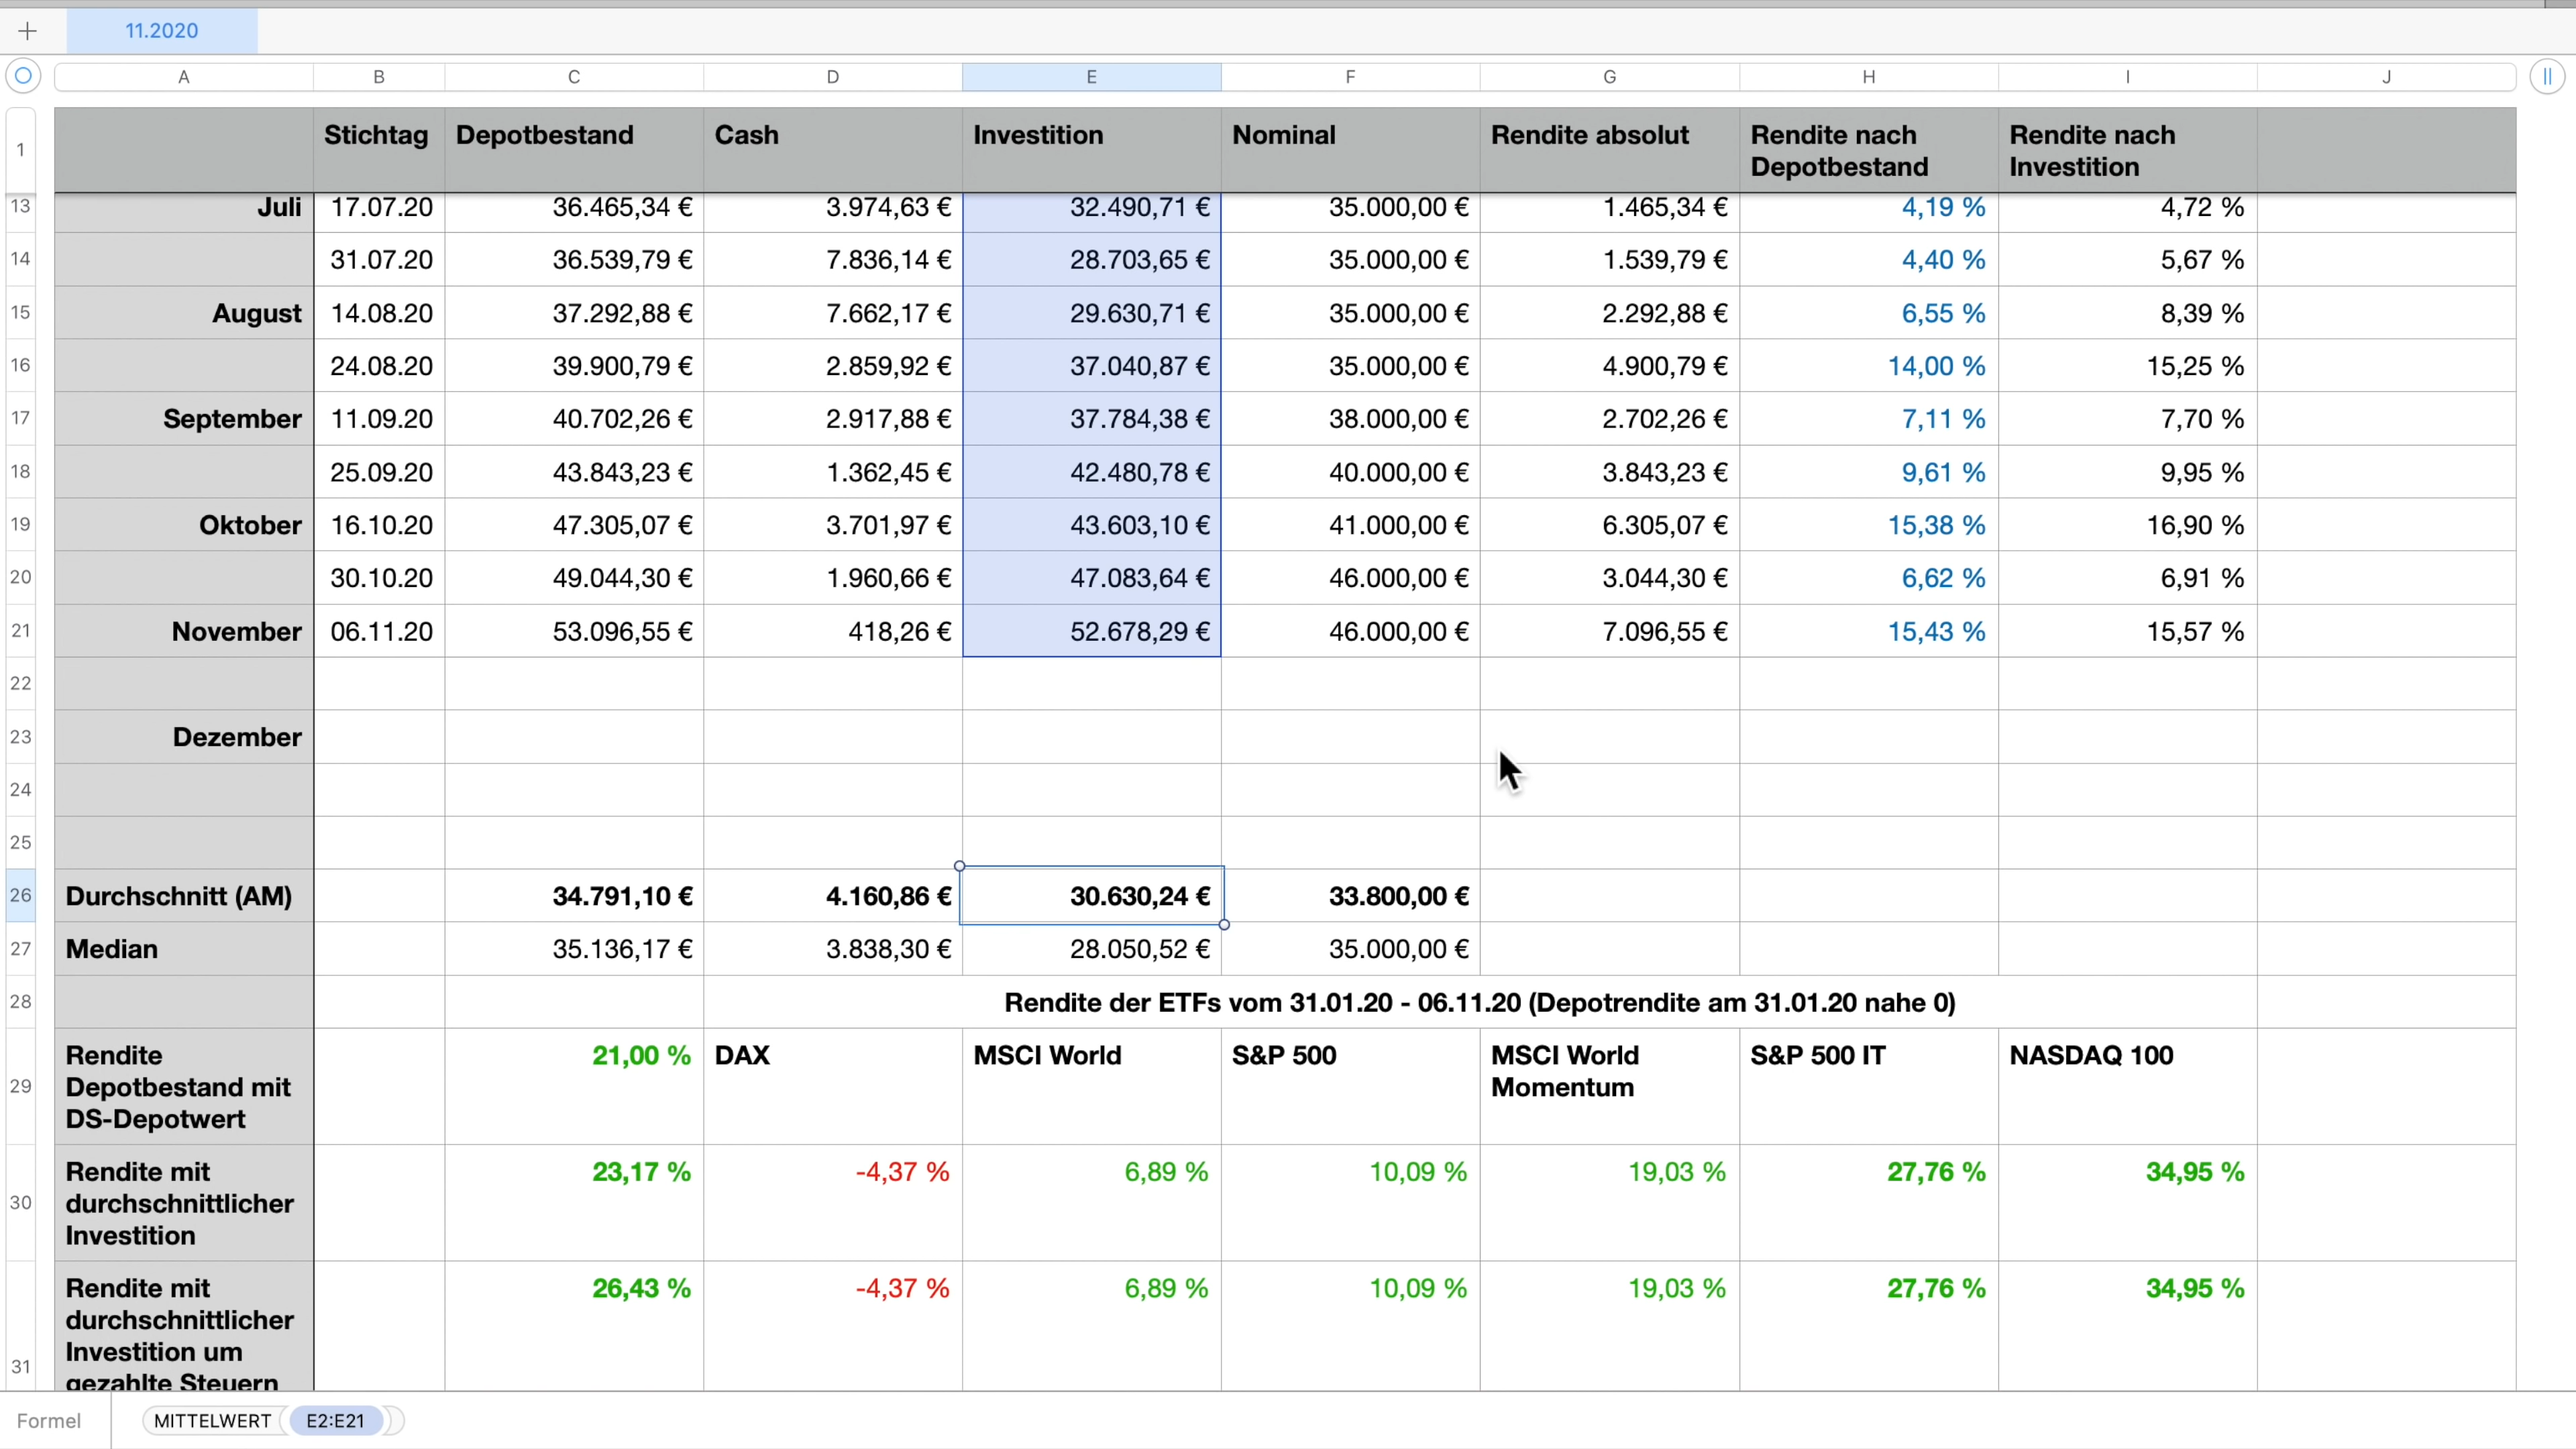 11.2020
A B C D E F G H I J
1 Stichtag Depotbestand Cash Investition Nominal Rendite absolut Rendite nach Depotbestand Rendite nach Investition
13 Juli 17.07.20 36.465,34 € 3.974,63 € 32.490,71 € 35.000,00 € 1.465,34 € 4,19 % 4,72 %
14 31.07.20 36.539,79 € 7.836,14 € 28.703,65 € 35.000,00 € 1.539,79 € 4,40 % 5,67 %
15 August 14.08.20 37.292,88 € 7.662,17 € 29.630,71 € 35.000,00 € 2.292,88 € 6,55 % 8,39 %
16 24.08.20 39.900,79 € 2.859,92 € 37.040,87 € 35.000,00 € 4.900,79 € 14,00 % 15,25 %
17 September 11.09.20 40.702,26 € 2.917,88 € 37.784,38 € 38.000,00 € 2.702,26 € 7,11 % 7,70 %
18 25.09.20 43.843,23 € 1.362,45 € 42.480,78 € 40.000,00 € 3.843,23 € 9,61 % 9,95 %
19 Oktober 16.10.20 47.305,07 € 3.701,97 € 43.603,10 € 41.000,00 € 6.305,07 € 15,38 % 16,90 %
20 30.10.20 49.044,30 € 1.960,66 € 47.083,64 € 46.000,00 € 3.044,30 € 6,62 % 6,91 %
21 November 06.11.20 53.096,55 € 418,26 € 52.678,29 € 46.000,00 € 7.096,55 € 15,43 % 15,57 %
22
23 Dezember
24
25
26 Durchschnitt (AM) 34.791,10 € 4.160,86 € 30.630,24 € 33.800,00 €
27 Median 35.136,17 € 3.838,30 € 28.050,52 € 35.000,00 €
28 Rendite der ETFs vom 31.01.20 - 06.11.20 (Depotrendite am 31.01.20 nahe 0)
29 Rendite Depotbestand mit DS-Depotwert 21,00 % DAX MSCI World S&P 500 MSCI World Momentum S&P 500 IT NASDAQ 100
30 Rendite mit durchschnittlicher Investition 23,17 % -4,37 % 6,89 % 10,09 % 19,03 % 27,76 % 34,95 %
31 Rendite mit durchschnittlicher Investition um gezahlte Steuern 26,43 % -4,37 % 6,89 % 10,09 % 19,03 % 27,76 % 34,95 %
Formel MITTELWERT E2:E21